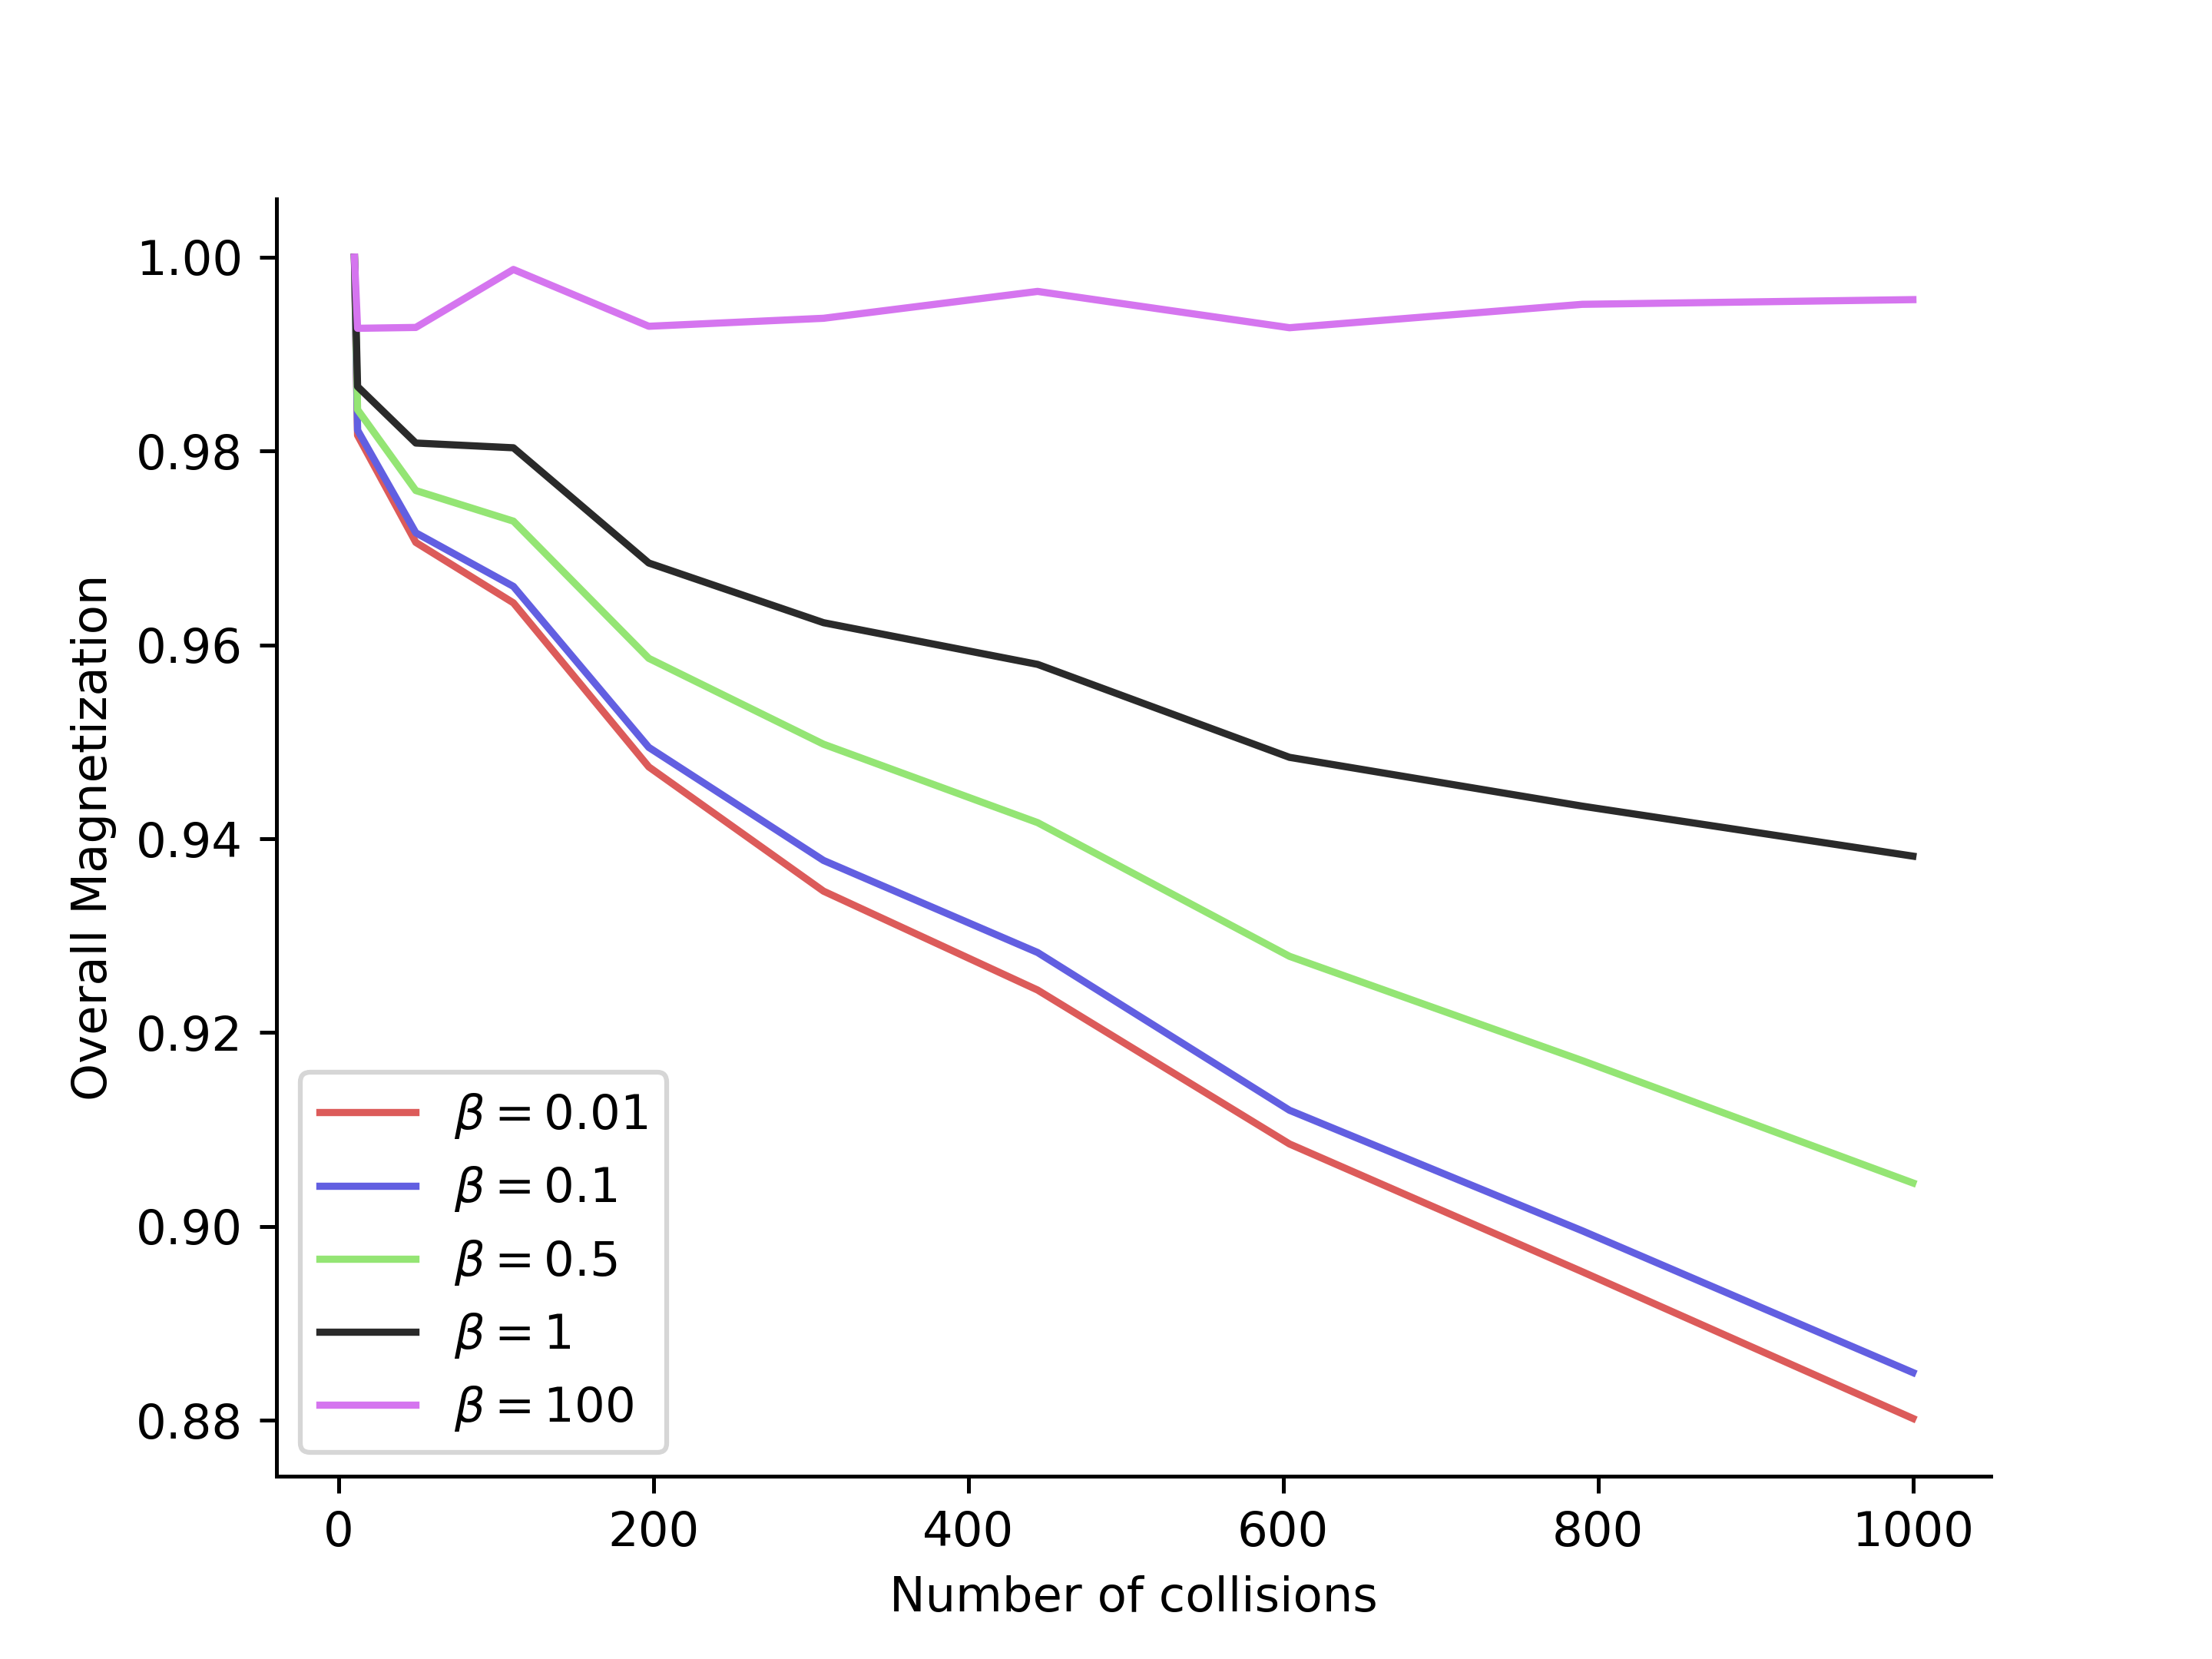 1.00
0.98
0.96
0.94
0.92
0.90
0.88
Overall Magnetization
β = 0.01
β = 0.1
β = 0.5
β = 1
β = 100
0 200 400 600 800 1000
Number of collisions